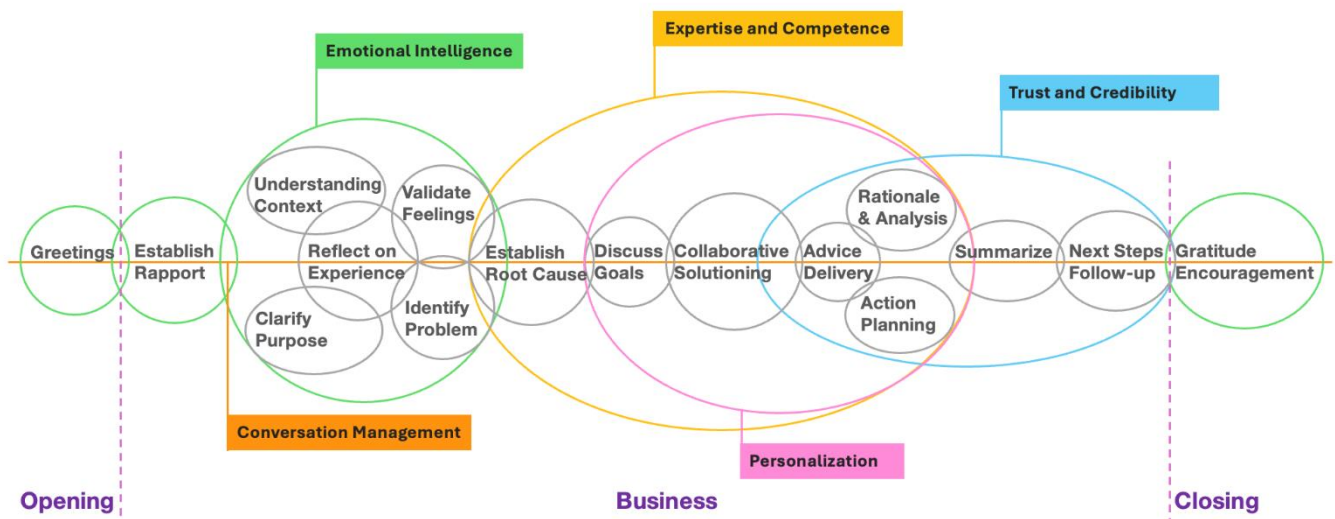 Expertise and Competence
Emotional Intelligence
Trust and Credibility
Understanding
Context
Validate
Feelings
Rationale
& Analysis
Greetings
Establish
Rapport
Reflect on
Experience
Establish
Root Cause
Discuss
Goals
Collaborative
Solutioning
Advice
Delivery
Summarize
Next Steps
Follow-up
Gratitude
Encouragement
Clarify
Purpose
Identify
Problem
Action
Planning
Conversation Management
Personalization
Opening
Business
Closing